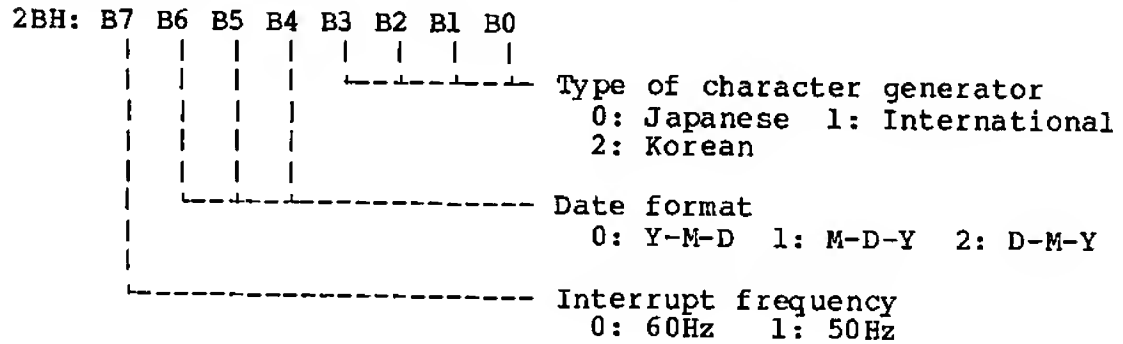 2BH: B7 B6 B5 B4 B3 B2 B1 B0
Type of character generator
0: Japanese 1: International
2: Korean
Date format
0: Y-M-D 1: M-D-Y 2: D-M-Y
Interrupt frequency
0: 60Hz 1: 50Hz